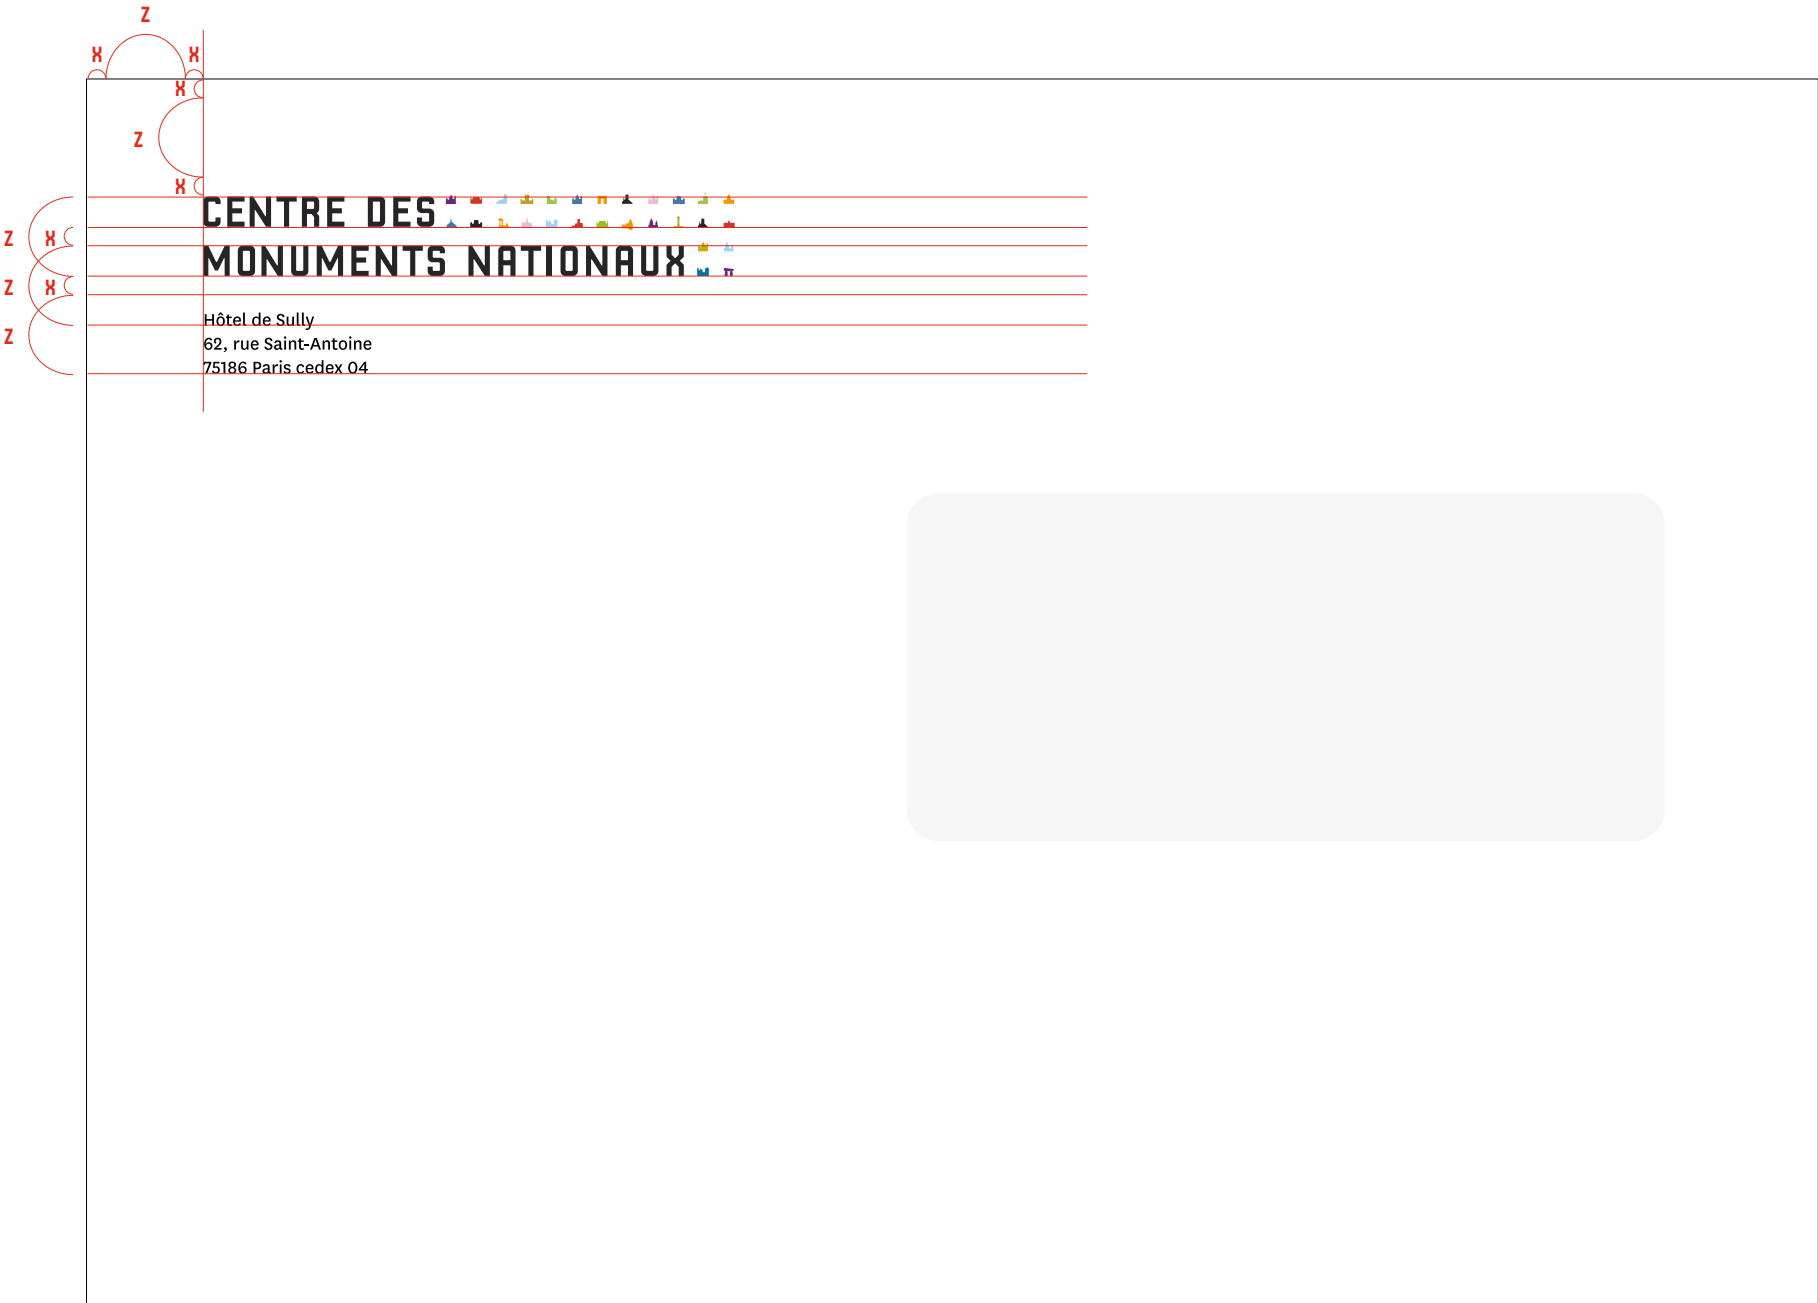 Z
X X
X
Z
X
CENTRE DES
Z X
MONUMENTS NATIONAUX
Z X
Hôtel de Sully
Z
62, rue Saint-Antoine
75186 Paris cedex 04